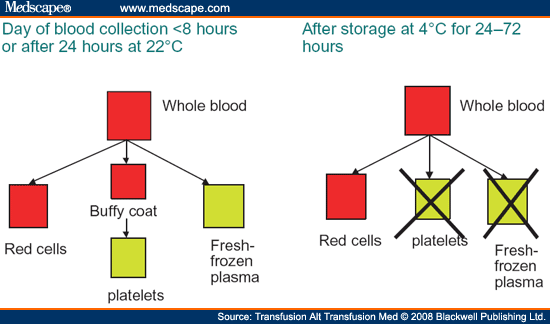 Medscape® www.medscape.com
Day of blood collection <8 hours
or after 24 hours at 22°C
Whole blood
Red cells
Buffy coat
platelets
Fresh-
frozen
plasma
After storage at 4°C for 24–72
hours
Whole blood
Red cells
platelets
Fresh-
frozen
plasma
Source: Transfusion Alt Transfusion Med © 2008 Blackwell Publishing Ltd.